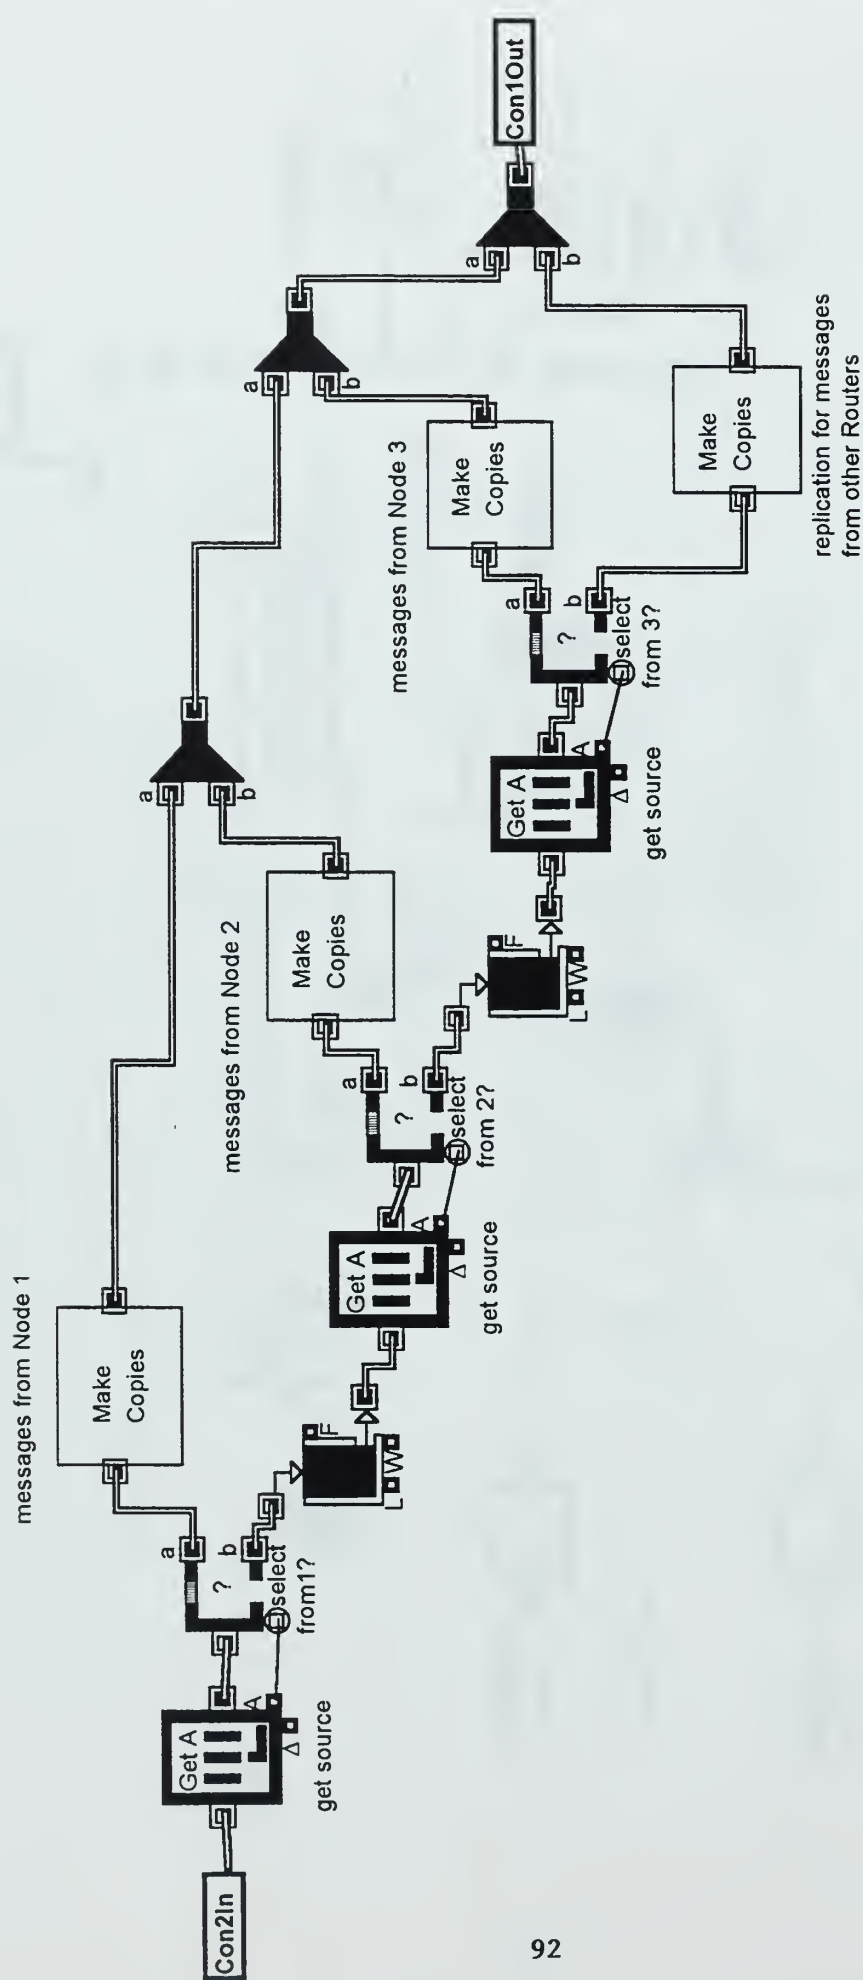 messages from Node 1
Make
Copies
a
b
?
select
from1?
Get A
A
Δ
get source
Con2In
F
L
W
messages from Node 2
Make
Copies
a
b
a
b
?
select
from 2?
Get A
A
Δ
get source
F
L
W
messages from Node 3
Make
Copies
a
b
a
b
?
select
from 3?
Get A
A
Δ
get source
a
b
Con1Out
Make
Copies
replication for messages
from other Routers
92